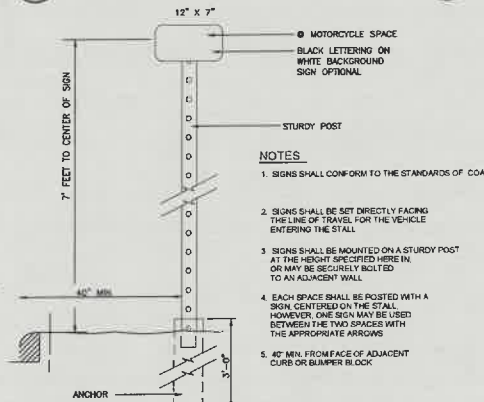 12" X 7"
@ MOTORCYCLE SPACE
BLACK LETTERING ON
WHITE BACKGROUND
SIGN OPTIONAL
7' FEET TO CENTER OF SIGN
STURDY POST
NOTES
1. SIGNS SHALL CONFORM TO THE STANDARDS OF COA
2. SIGNS SHALL BE SET DIRECTLY FACING
THE LINE OF TRAVEL FOR THE VEHICLE
ENTERING THE STALL
3 SIGNS SHALL BE MOUNTED ON A STURDY POST
AT THE HEIGHT SPECIFIED HERE IN,
OR MAY BE SECURELY BOLTED
TO AN ADJACENT WALL
4. EACH SPACE SHALL BE POSTED WITH A
SIGN, CENTERED ON THE STALL.
HOWEVER, ONE SIGN MAY BE USED
BETWEEN THE TWO SPACES WITH
THE APPROPRIATE ARROWS
5. 40" MIN. FROM FACE OF ADJACENT
CURB OR BUMPER BLOCK
40" MIN.
3'-0"
ANCHOR